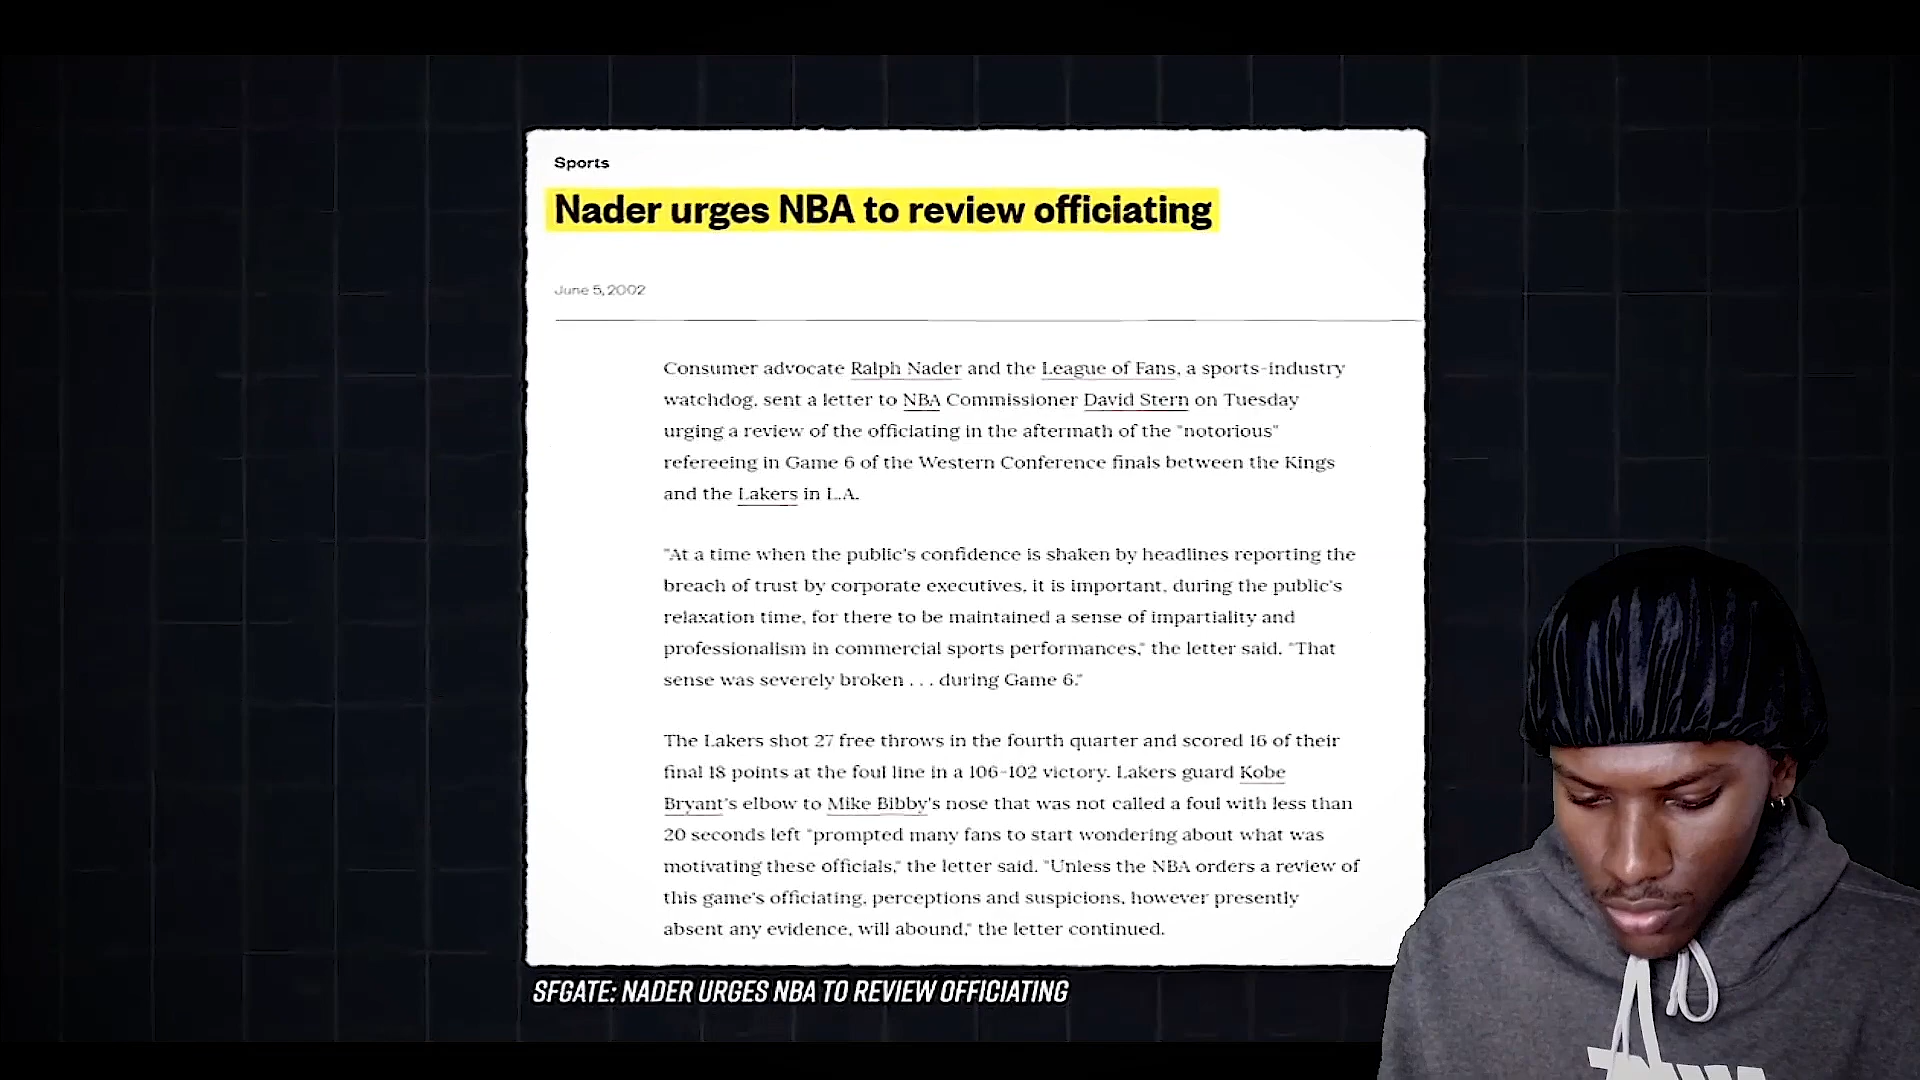 Sports
Nader urges NBA to review officiating
June 5, 2002
Consumer advocate Ralph Nader and the League of Fans, a sports-industry
watchdog, sent a letter to NBA Commissioner David Stern on Tuesday
urging a review of the officiating in the aftermath of the "notorious"
refereeing in Game 6 of the Western Conference finals between the Kings
and the Lakers in L.A.
"At a time when the public's confidence is shaken by headlines reporting the
breach of trust by corporate executives, it is important, during the public's
relaxation time, for there to be maintained a sense of impartiality and
professionalism in commercial sports performances," the letter said. "That
sense was severely broken . . . during Game 6."
The Lakers shot 27 free throws in the fourth quarter and scored 16 of their
final 18 points at the foul line in a 106-102 victory. Lakers guard Kobe
Bryant's elbow to Mike Bibby's nose that was not called a foul with less than
20 seconds left "prompted many fans to start wondering about what was
motivating these officials," the letter said. "Unless the NBA orders a review of
this game's officiating, perceptions and suspicions, however presently
absent any evidence, will abound," the letter continued.
SFGATE: NADER URGES NBA TO REVIEW OFFICIATING